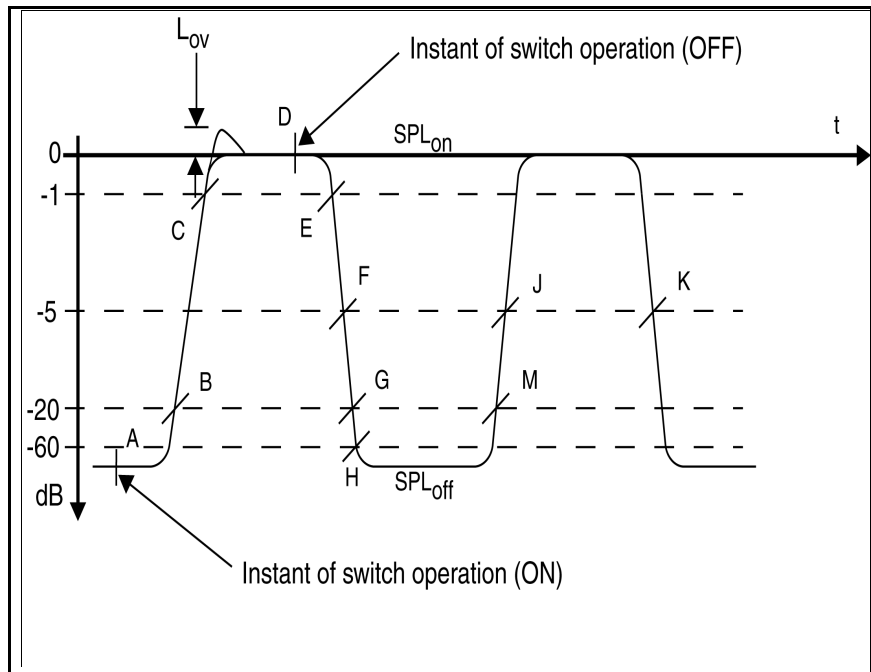 Lov
Instant of switch operation (OFF)
D
SPLon
t
0
-1
C
E
F
J
K
-5
B
G
M
-20
A
-60
H
SPLoff
dB
Instant of switch operation (ON)